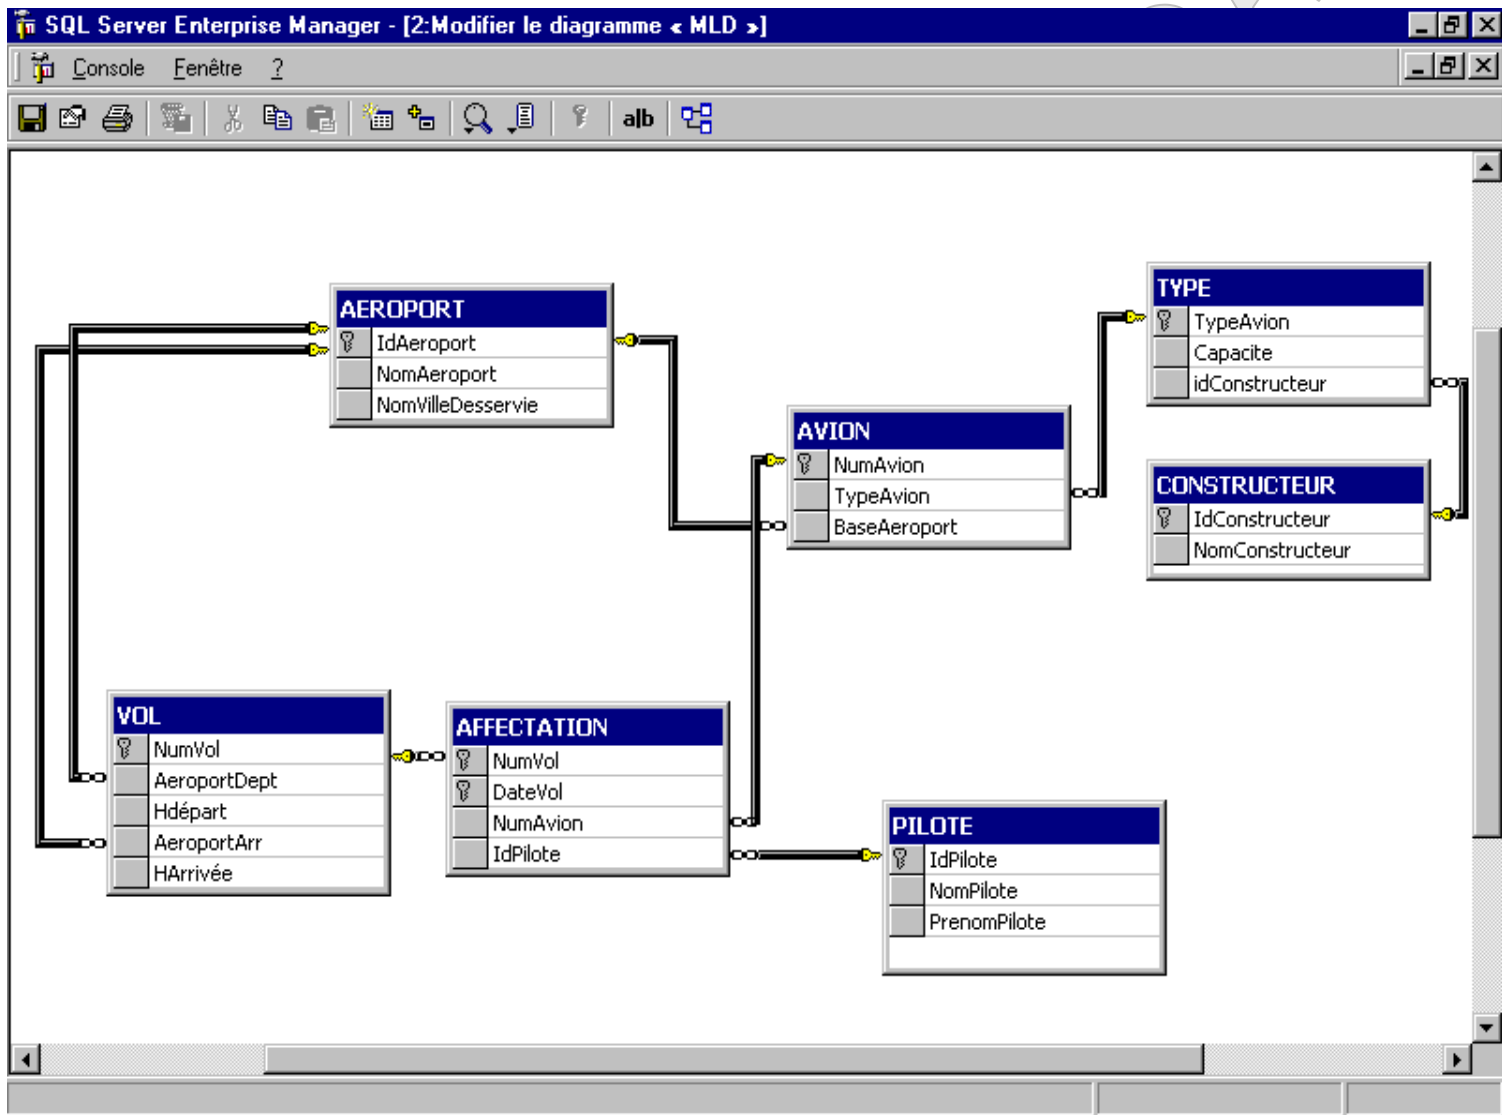 SQL Server Enterprise Manager - [2:Modifier le diagramme « MLD »]
Console Fenêtre ?
a|b
AEROPORT
IdAeroport
NomAeroport
NomVilleDesservie
TYPE
TypeAvion
Capacite
idConstructeur
AVION
NumAvion
TypeAvion
BaseAeroport
CONSTRUCTEUR
IdConstructeur
NomConstructeur
VOL
NumVol
AeroportDept
Hdépart
AeroportArr
HArrivée
AFFECTATION
NumVol
DateVol
NumAvion
IdPilote
PILOTE
IdPilote
NomPilote
PrenomPilote